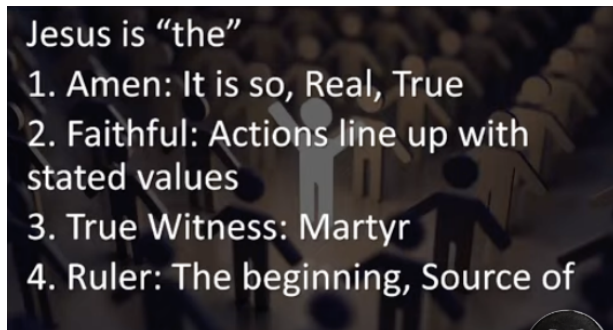 Jesus is “the”
1. Amen: It is so, Real, True
2. Faithful: Actions line up with
stated values
3. True Witness: Martyr
4. Ruler: The beginning, Source of